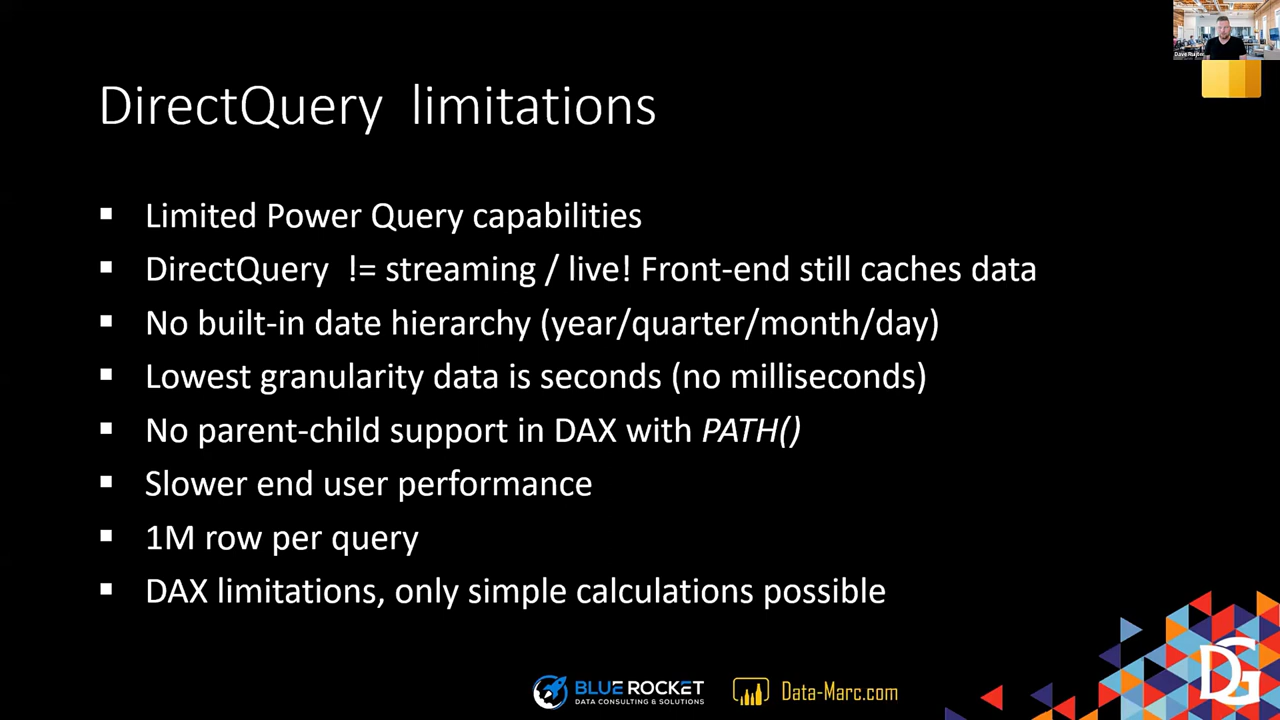 Dave Ruijter
DirectQuery limitations
▪ Limited Power Query capabilities
▪ DirectQuery != streaming / live! Front-end still caches data
▪ No built-in date hierarchy (year/quarter/month/day)
▪ Lowest granularity data is seconds (no milliseconds)
▪ No parent-child support in DAX with PATH()
▪ Slower end user performance
▪ 1M row per query
▪ DAX limitations, only simple calculations possible
BLUE ROCKET
DATA CONSULTING & SOLUTIONS
Data-Marc.com
DG